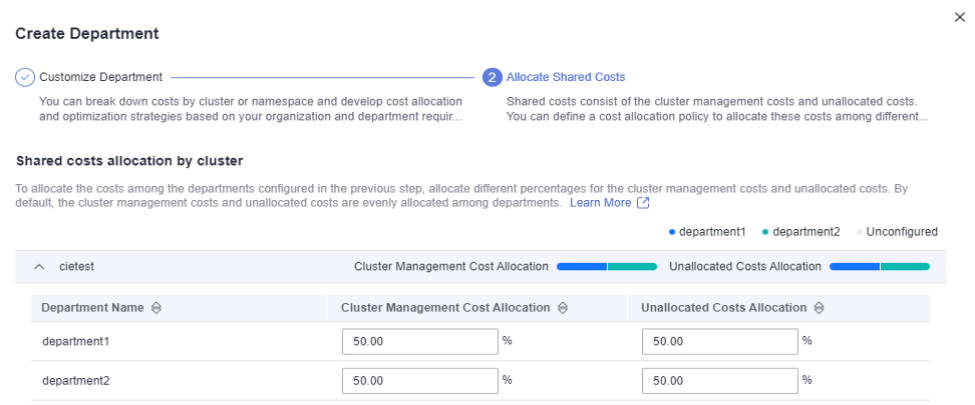 Create Department
Customize Department
2 Allocate Shared Costs
You can break down costs by cluster or namespace and develop cost allocation
and optimization strategies based on your organization and department requir...
Shared costs consist of the cluster management costs and unallocated costs.
You can define a cost allocation policy to allocate these costs among different...
Shared costs allocation by cluster
To allocate the costs among the departments configured in the previous step, allocate different percentages for the cluster management costs and unallocated costs. By
default, the cluster management costs and unallocated costs are evenly allocated among departments. Learn More
department1 department2 Unconfigured
cietest Cluster Management Cost Allocation Unallocated Costs Allocation
Department Name Cluster Management Cost Allocation Unallocated Costs Allocation
department1 50.00 % 50.00 %
department2 50.00 % 50.00 %